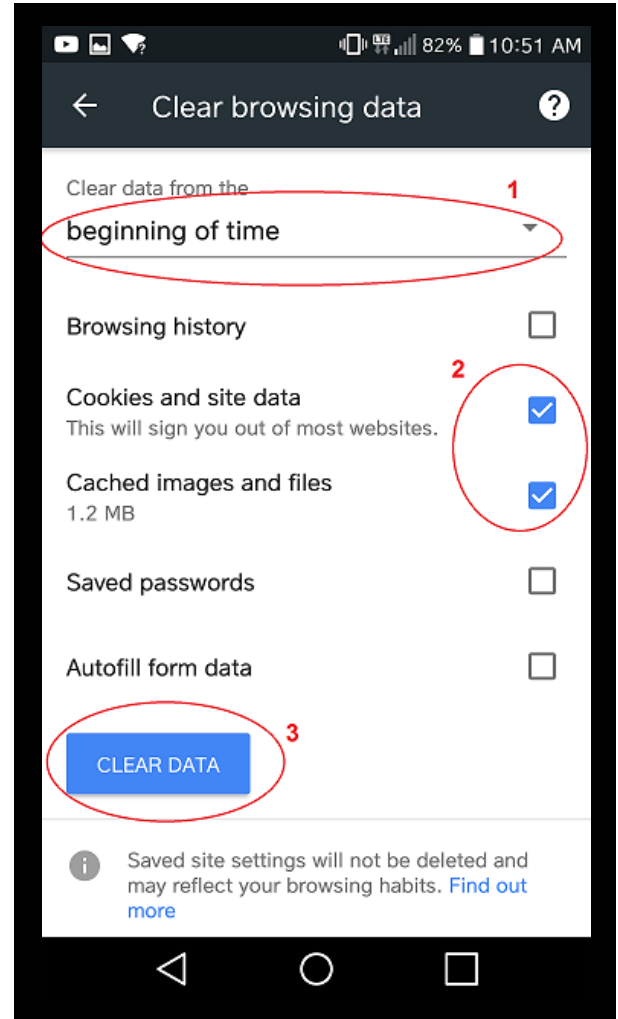 82% 10:51 AM
Clear browsing data
Clear data from the
1
beginning of time
Browsing history
2
Cookies and site data
This will sign you out of most websites.
Cached images and files
1.2 MB
Saved passwords
Autofill form data
3
CLEAR DATA
Saved site settings will not be deleted and
may reflect your browsing habits. Find out
more